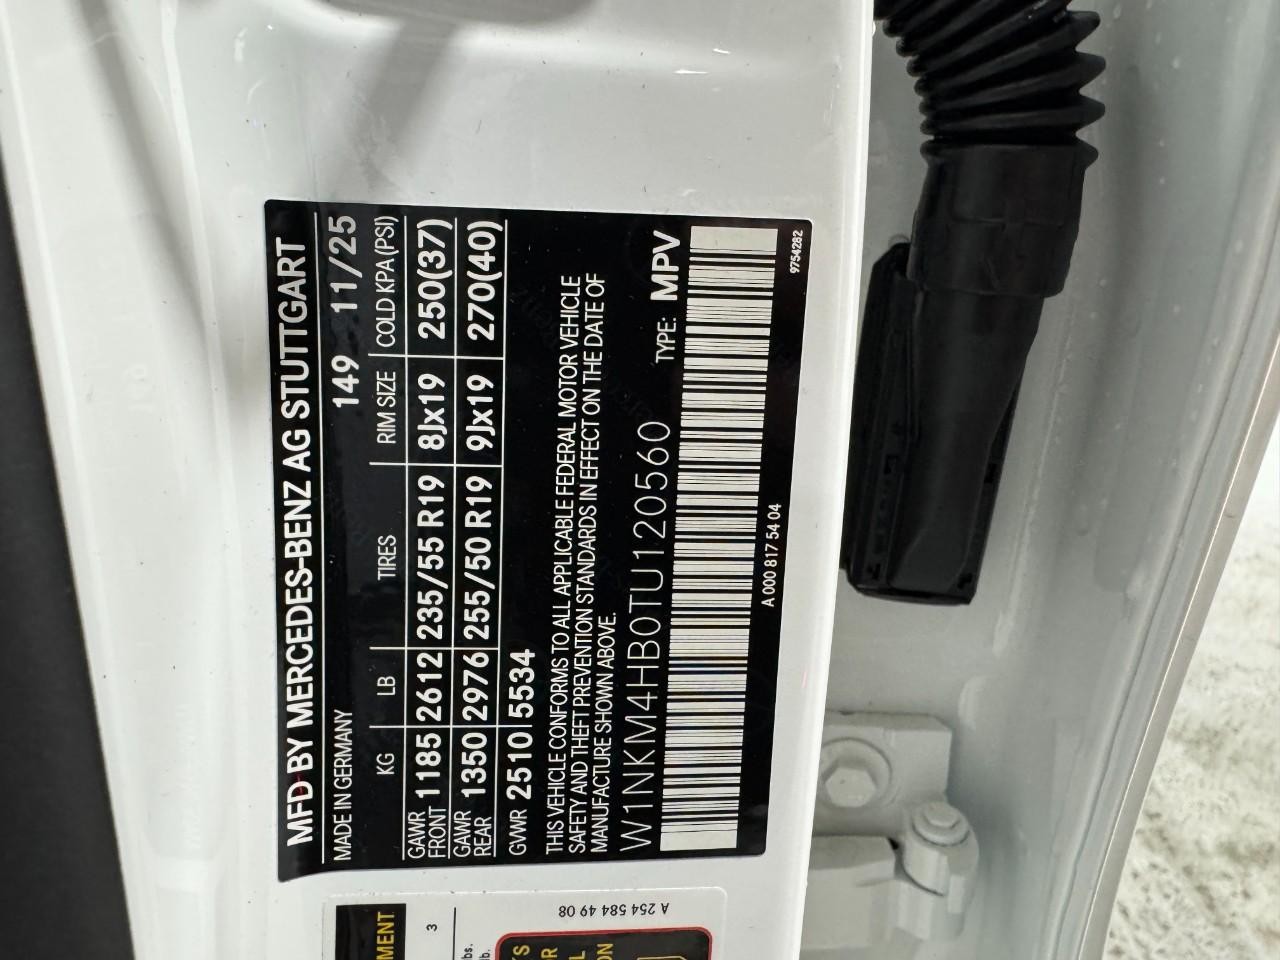 MFD BY MERCEDES-BENZ AG STUTTGART
MADE IN GERMANY 149 11/25
KG LB TIRES RIM SIZE COLD KPA (PSI)
GAWR FRONT 1185 2612 235/55 R19 8Jx19 250(37)
GAWR REAR 1350 2976 255/50 R19 9Jx19 270(40)
GVWR 2510 5534
THIS VEHICLE CONFORMS TO ALL APPLICABLE FEDERAL MOTOR VEHICLE
SAFETY AND THEFT PREVENTION STANDARDS IN EFFECT ON THE DATE OF
MANUFACTURE SHOWN ABOVE.
W1NKM4HB0TU120560 TYPE: MPV
A 000 817 54 04
9754282
A 254 584 49 08
3